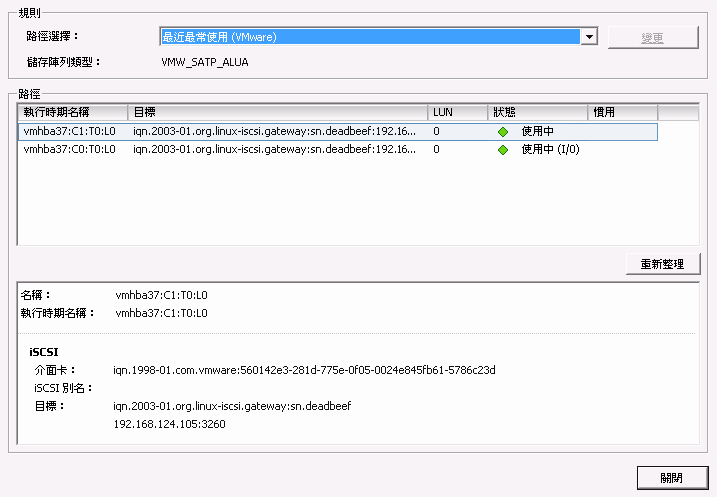 規則
路徑選擇： 最近最常使用 (VMware) 變更
儲存陣列類型： VMW_SATP_ALUA
路徑
執行時期名稱 目標 LUN 狀態 慣用
vmhba37:C1:T0:L0 iqn.2003-01.org.linux-iscsi.gateway:sn.deadbeef:192.16... 0 使用中
vmhba37:C0:T0:L0 iqn.2003-01.org.linux-iscsi.gateway:sn.deadbeef:192.16... 0 使用中 (I/O)
重新整理
名稱： vmhba37:C1:T0:L0
執行時期名稱： vmhba37:C1:T0:L0
iSCSI
介面卡： iqn.1998-01.com.vmware:560142e3-281d-775e-0f05-0024e845fb61-5786c23d
iSCSI 別名：
目標： iqn.2003-01.org.linux-iscsi.gateway:sn.deadbeef
192.168.124.105:3260
關閉